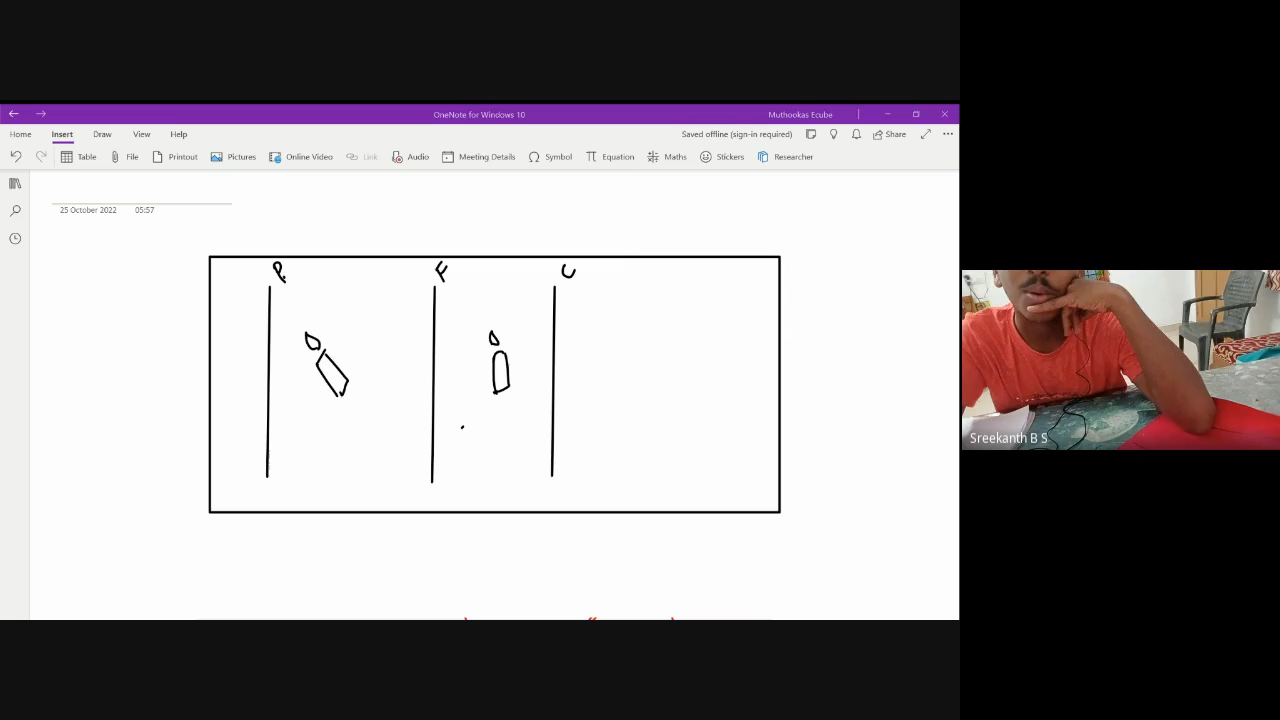 OneNote for Windows 10
Muthookas Ecube
Home Insert Draw View Help
Saved offline (sign-in required)
Share
Table File Printout Pictures Online Video Link Audio Meeting Details Symbol Equation Maths Stickers Researcher
25 October 2022 05:57
P. F C
Sreekanth B S